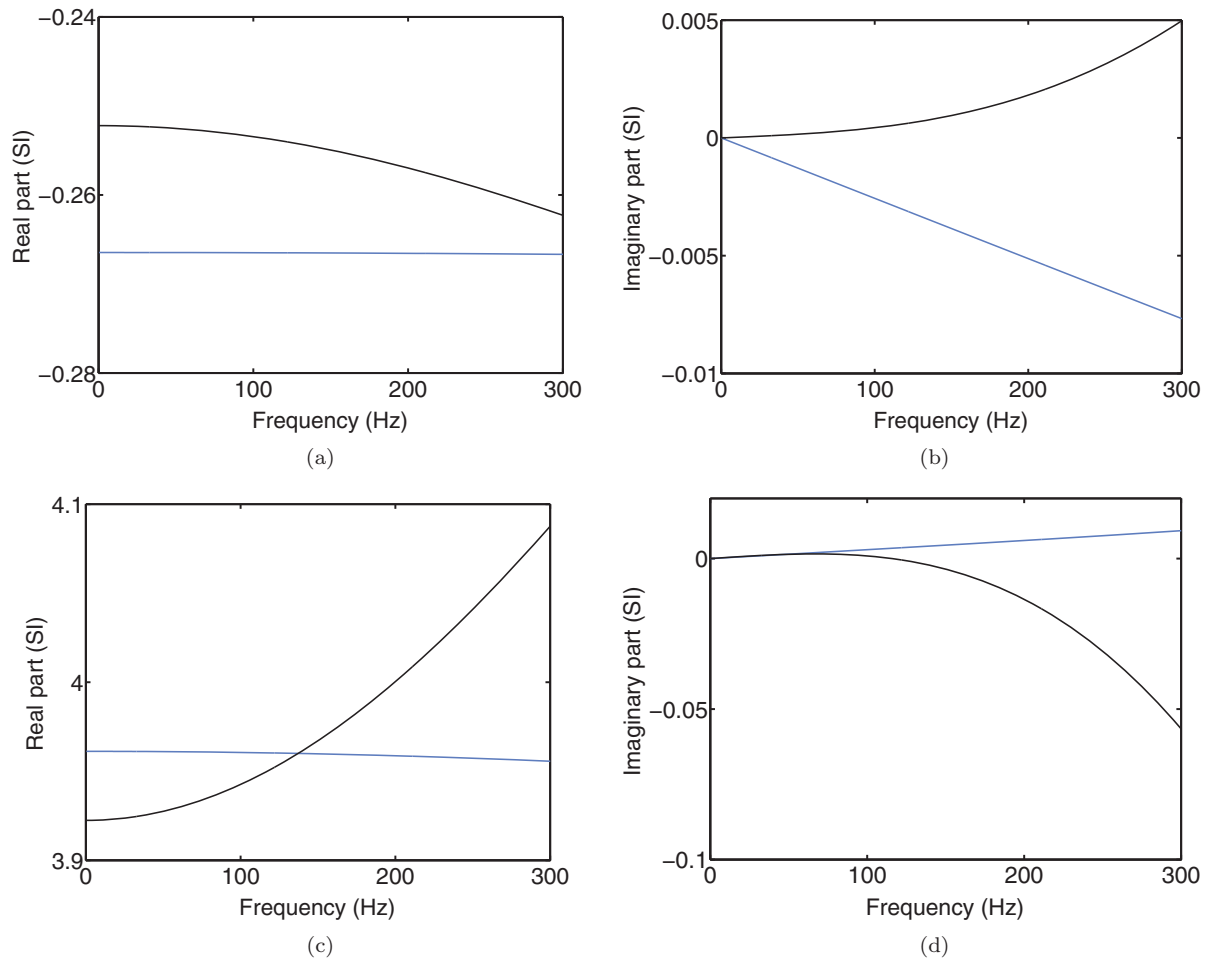 −0.24
−0.26
−0.28
0
100
200
300
Real part (SI)
Frequency (Hz)
(a)
0.005
0
−0.005
−0.01
0
100
200
300
Imaginary part (SI)
Frequency (Hz)
(b)
4.1
4
3.9
0
100
200
300
Real part (SI)
Frequency (Hz)
(c)
0
−0.05
−0.1
0
100
200
300
Imaginary part (SI)
Frequency (Hz)
(d)